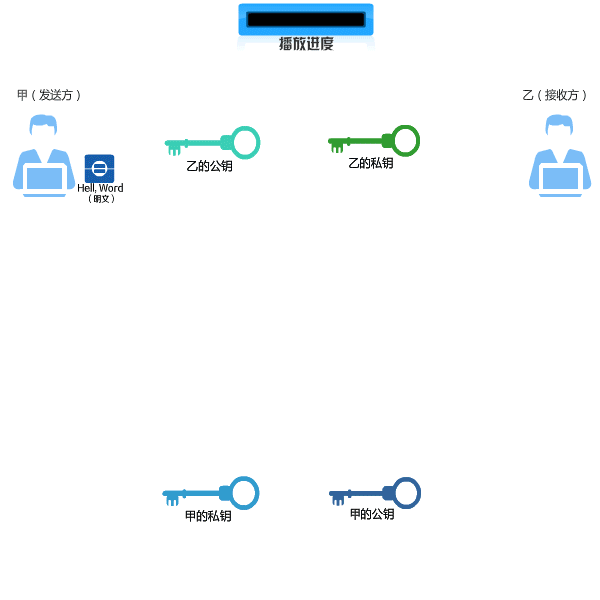 播放进度
甲（发送方）
乙（接收方）
乙的公钥
乙的私钥
Hell, Word
（明文）
甲的私钥
甲的公钥